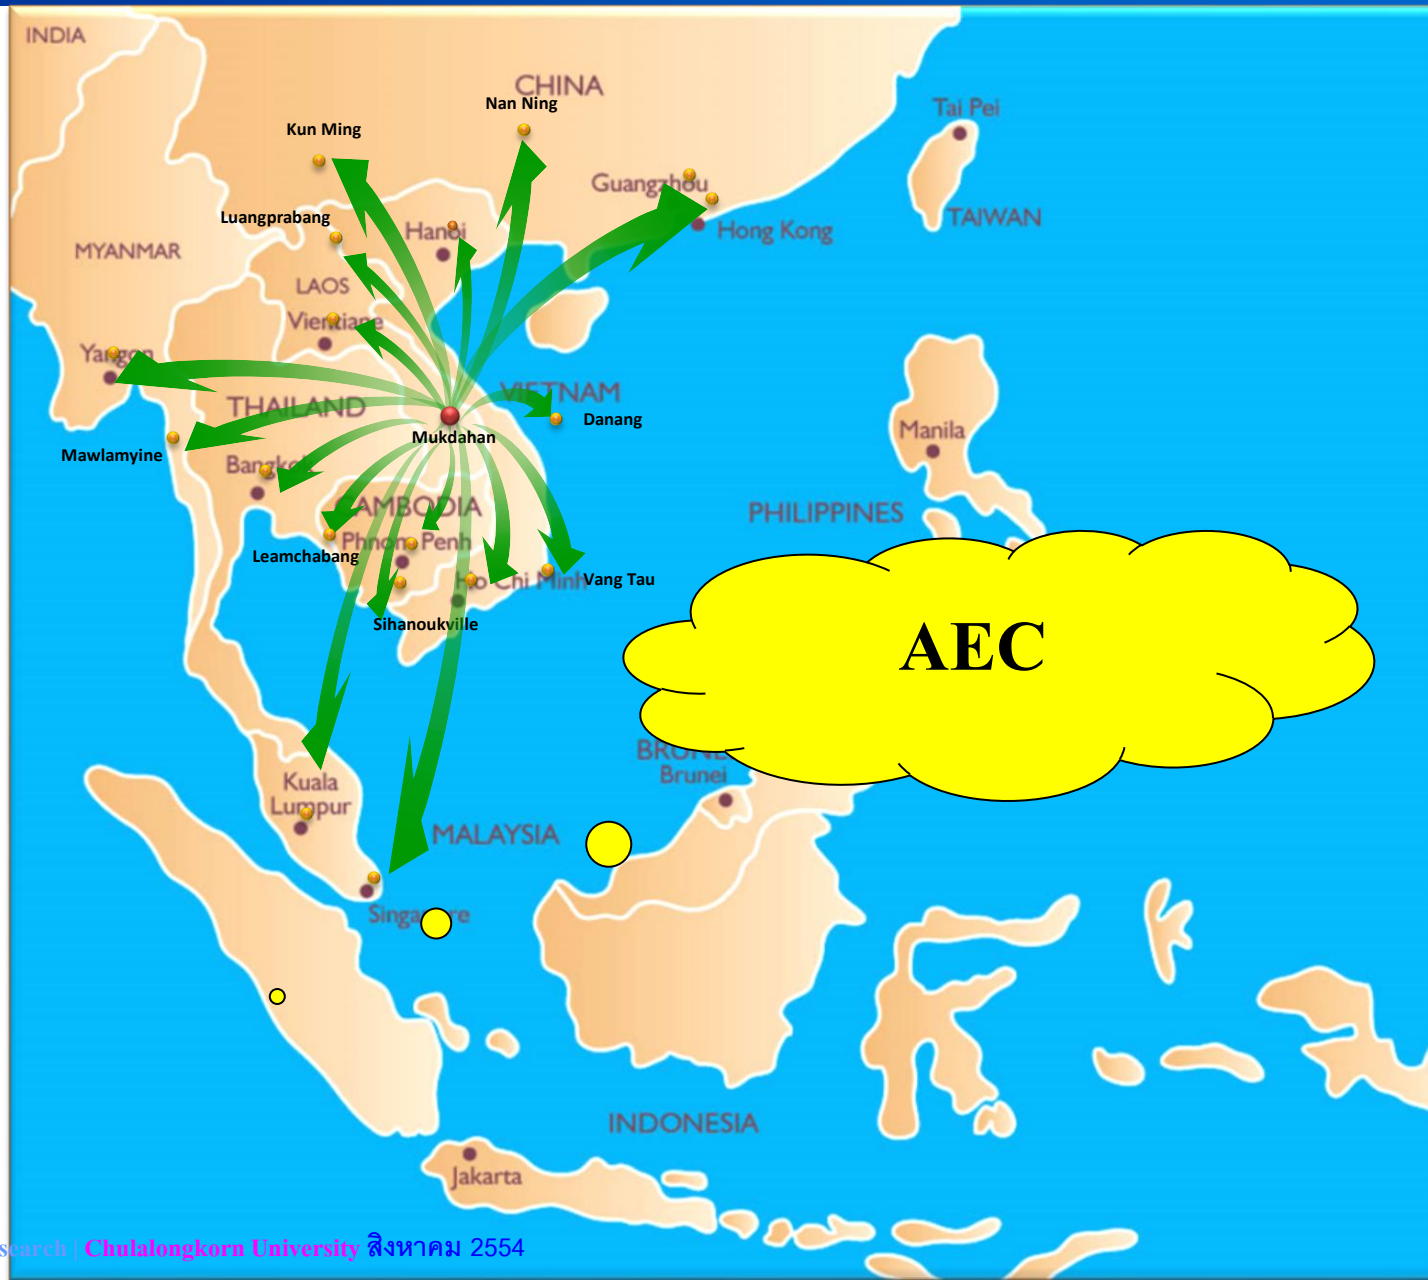 INDIA
CHINA
Nan Ning
Tai Pei
Kun Ming
Guangzhou
Luangprabang
TAIWAN
Hanoi
Hong Kong
MYANMAR
LAOS
Vientiane
Yangon
VIETNAM
THAILAND
Danang
Mukdahan
Manila
Mawlamyine
Bangkok
CAMBODIA
PHILIPPINES
Phnom Penh
Leamchabang
Ho Chi Minh
Vang Tau
Sihanoukville
AEC
BRUNE
Brunei
Kuala
Lumpur
MALAYSIA
Singapore
INDONESIA
Jakarta
search | Chulalongkorn University สิงหาคม 2554